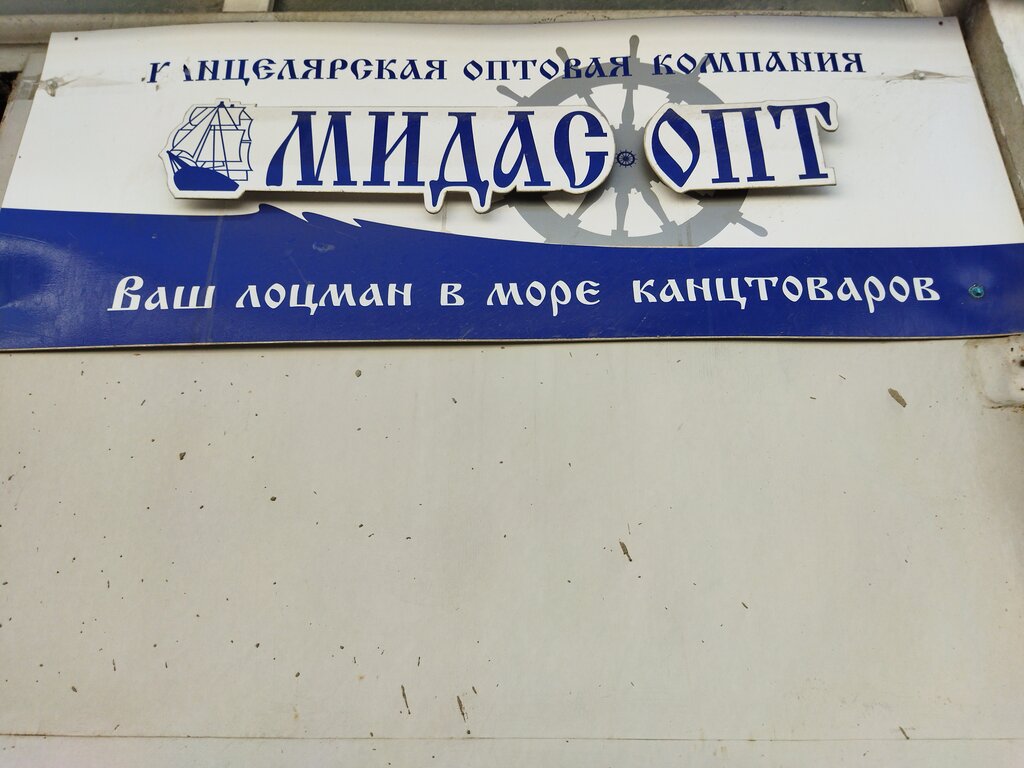 КАНЦЕЛЯРСКАЯ ОПТОВАЯ КОМПАНИЯ
МИДАС ОПТ
Ваш лоцман в море канцтоваров